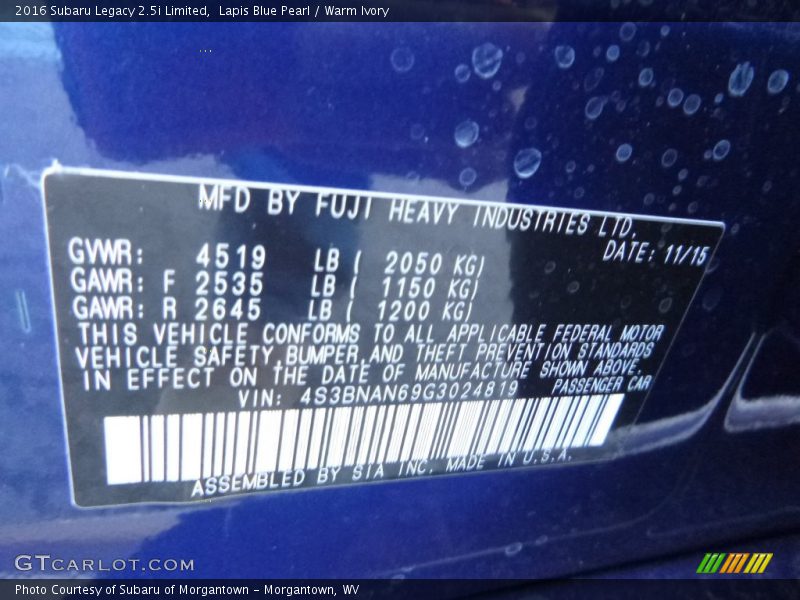 2016 Subaru Legacy 2.5i Limited,  Lapis Blue Pearl / Warm Ivory
MFD BY FUJI HEAVY INDUSTRIES LTD.
DATE: 11/15
GVWR: 4519 LB ( 2050 KG)
GAWR: F 2535 LB ( 1150 KG)
GAWR: R 2645 LB ( 1200 KG)
THIS VEHICLE CONFORMS TO ALL APPLICABLE FEDERAL MOTOR
VEHICLE SAFETY,BUMPER,AND THEFT PREVENTION STANDARDS
IN EFFECT ON THE DATE OF MANUFACTURE SHOWN ABOVE.
VIN: 4S3BNAN69G3024819 PASSENGER CAR
ASSEMBLED BY SIA INC. MADE IN U.S.A.
GTCARLOT.COM
Photo Courtesy of Subaru of Morgantown - Morgantown, WV